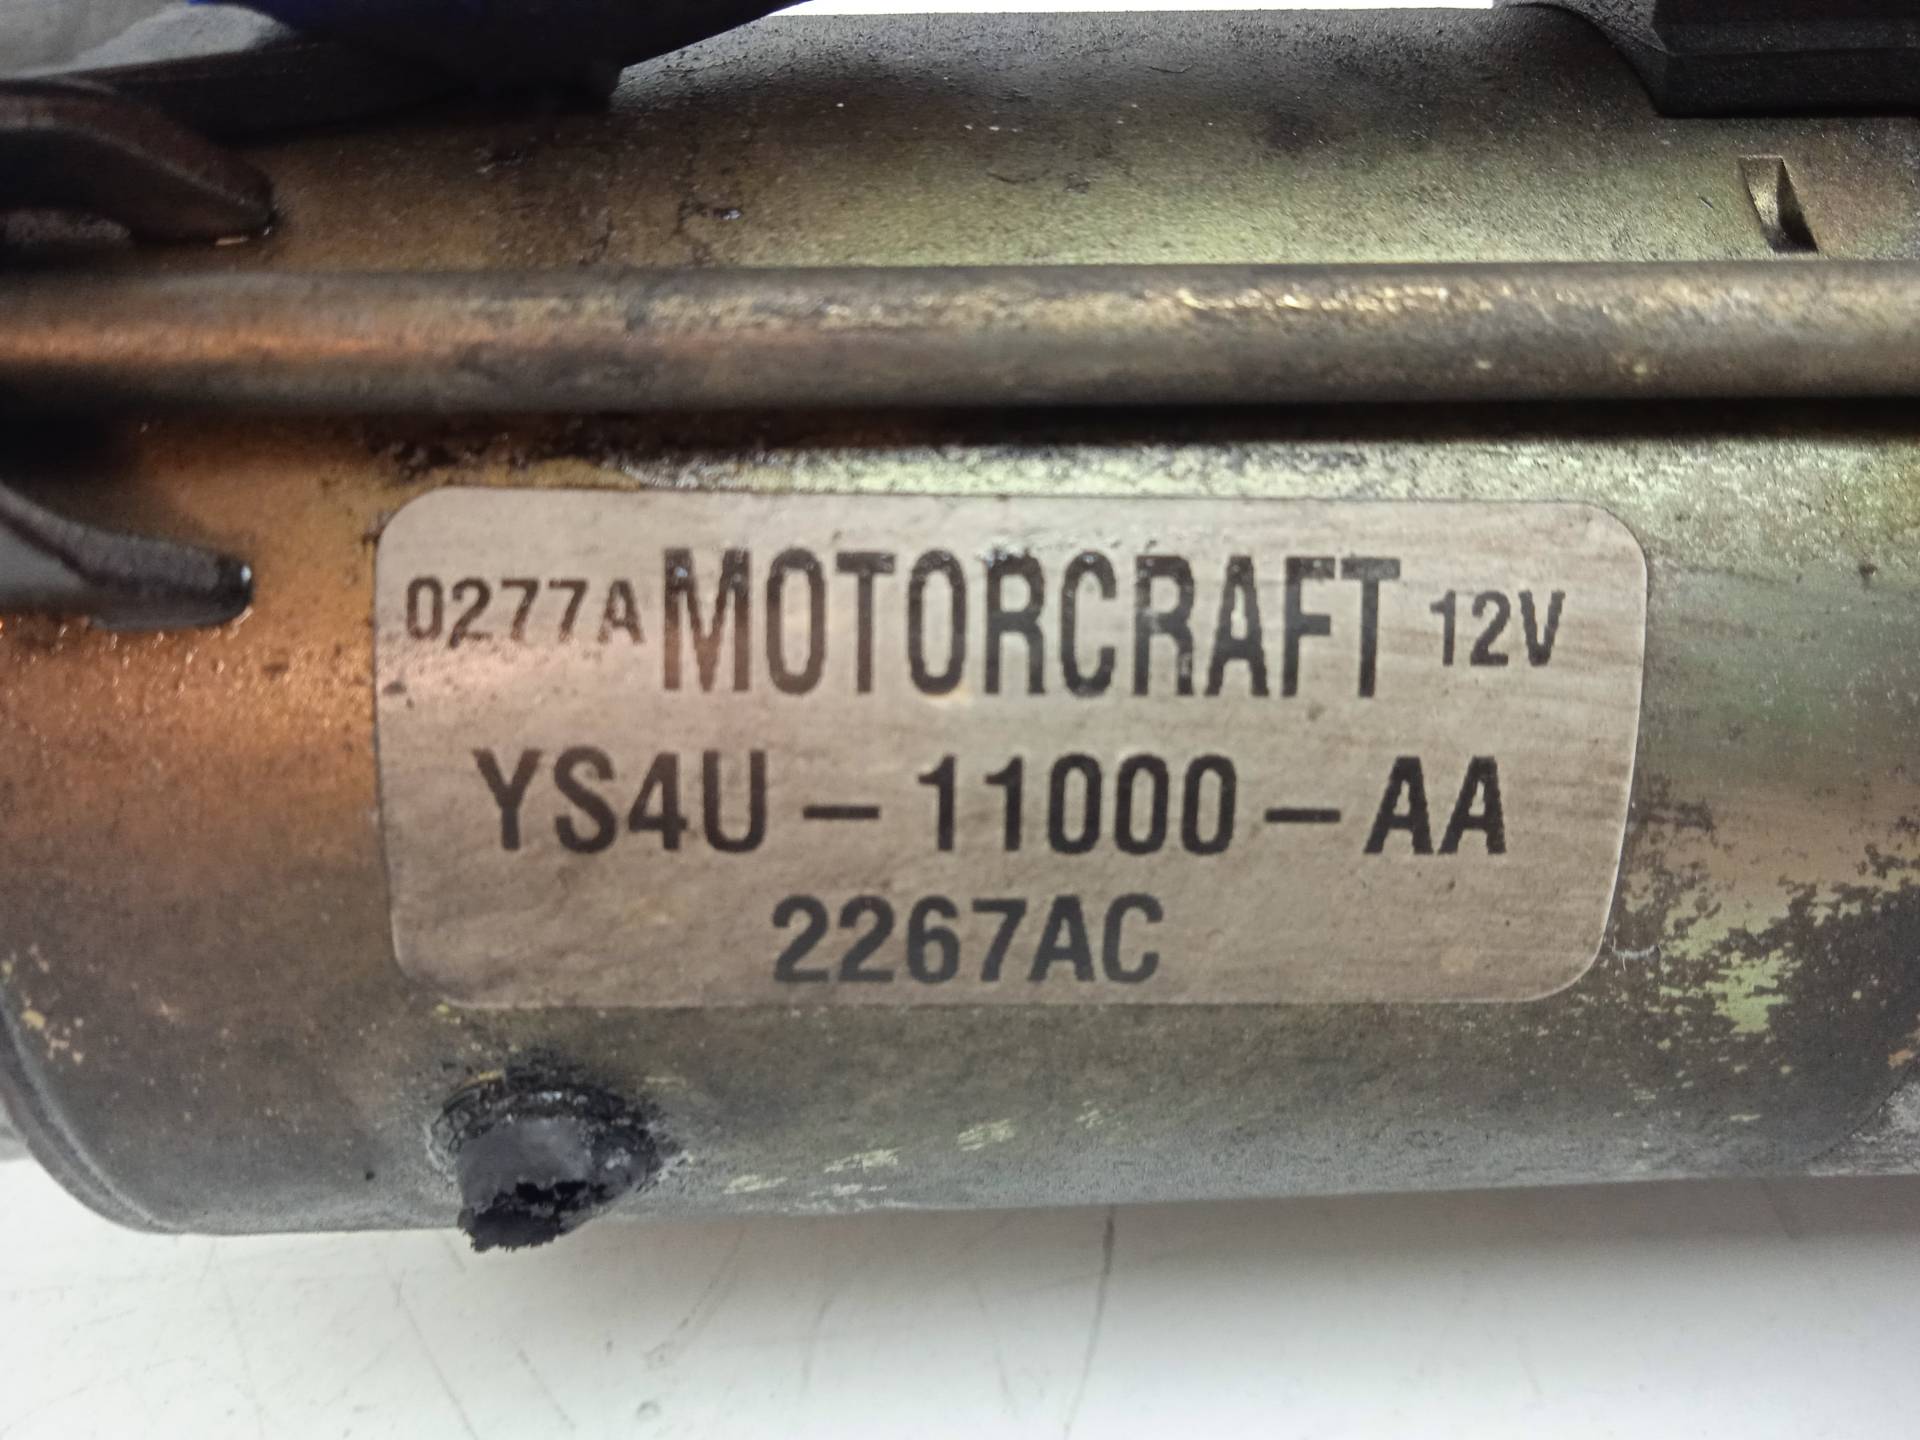 0277A MOTORCRAFT 12V
YS4U-11000-AA
2267AC